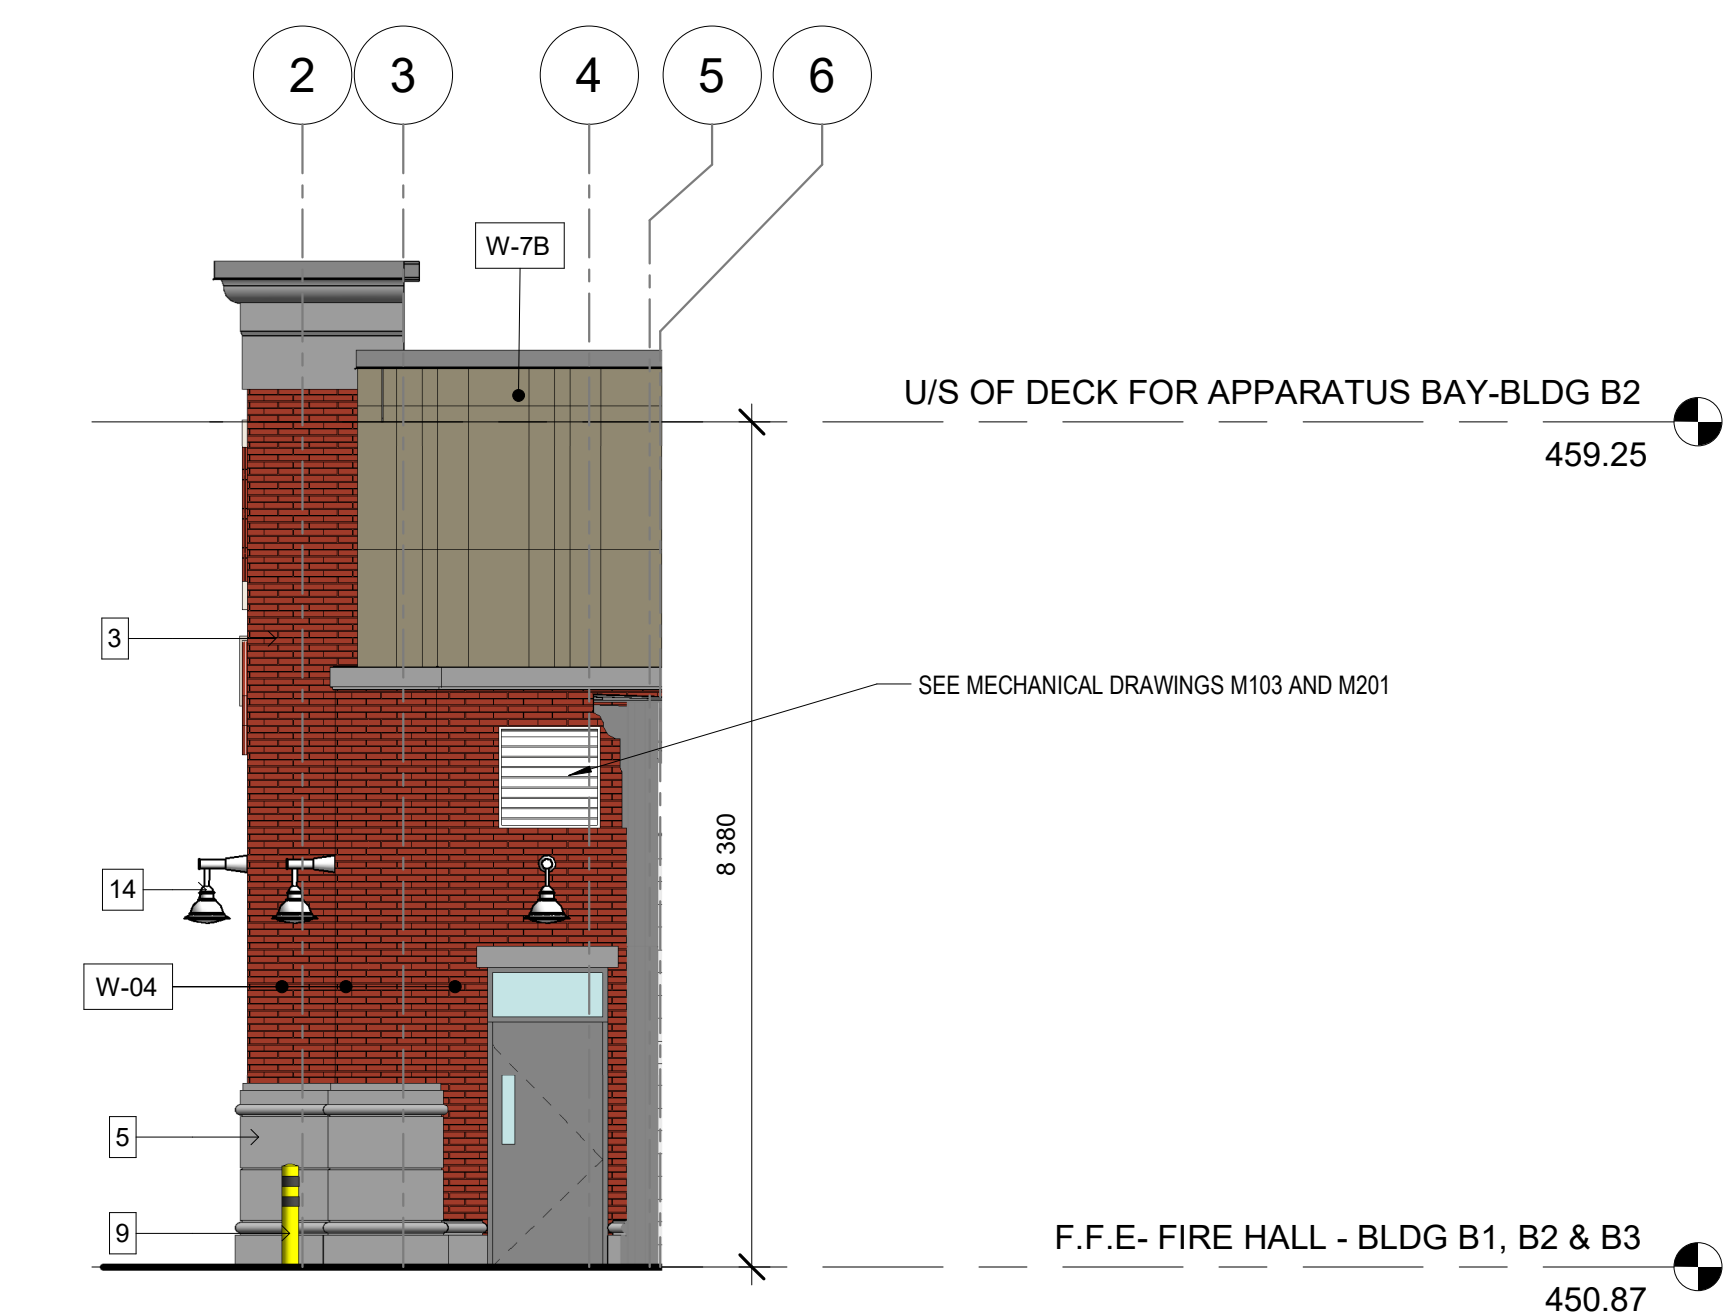 2 3 4 5 6
W-7B
U/S OF DECK FOR APPARATUS BAY-BLDG B2
459.25
3
SEE MECHANICAL DRAWINGS M103 AND M201
8 380
14
W-04
5
9
F.F.E- FIRE HALL - BLDG B1, B2 & B3
450.87